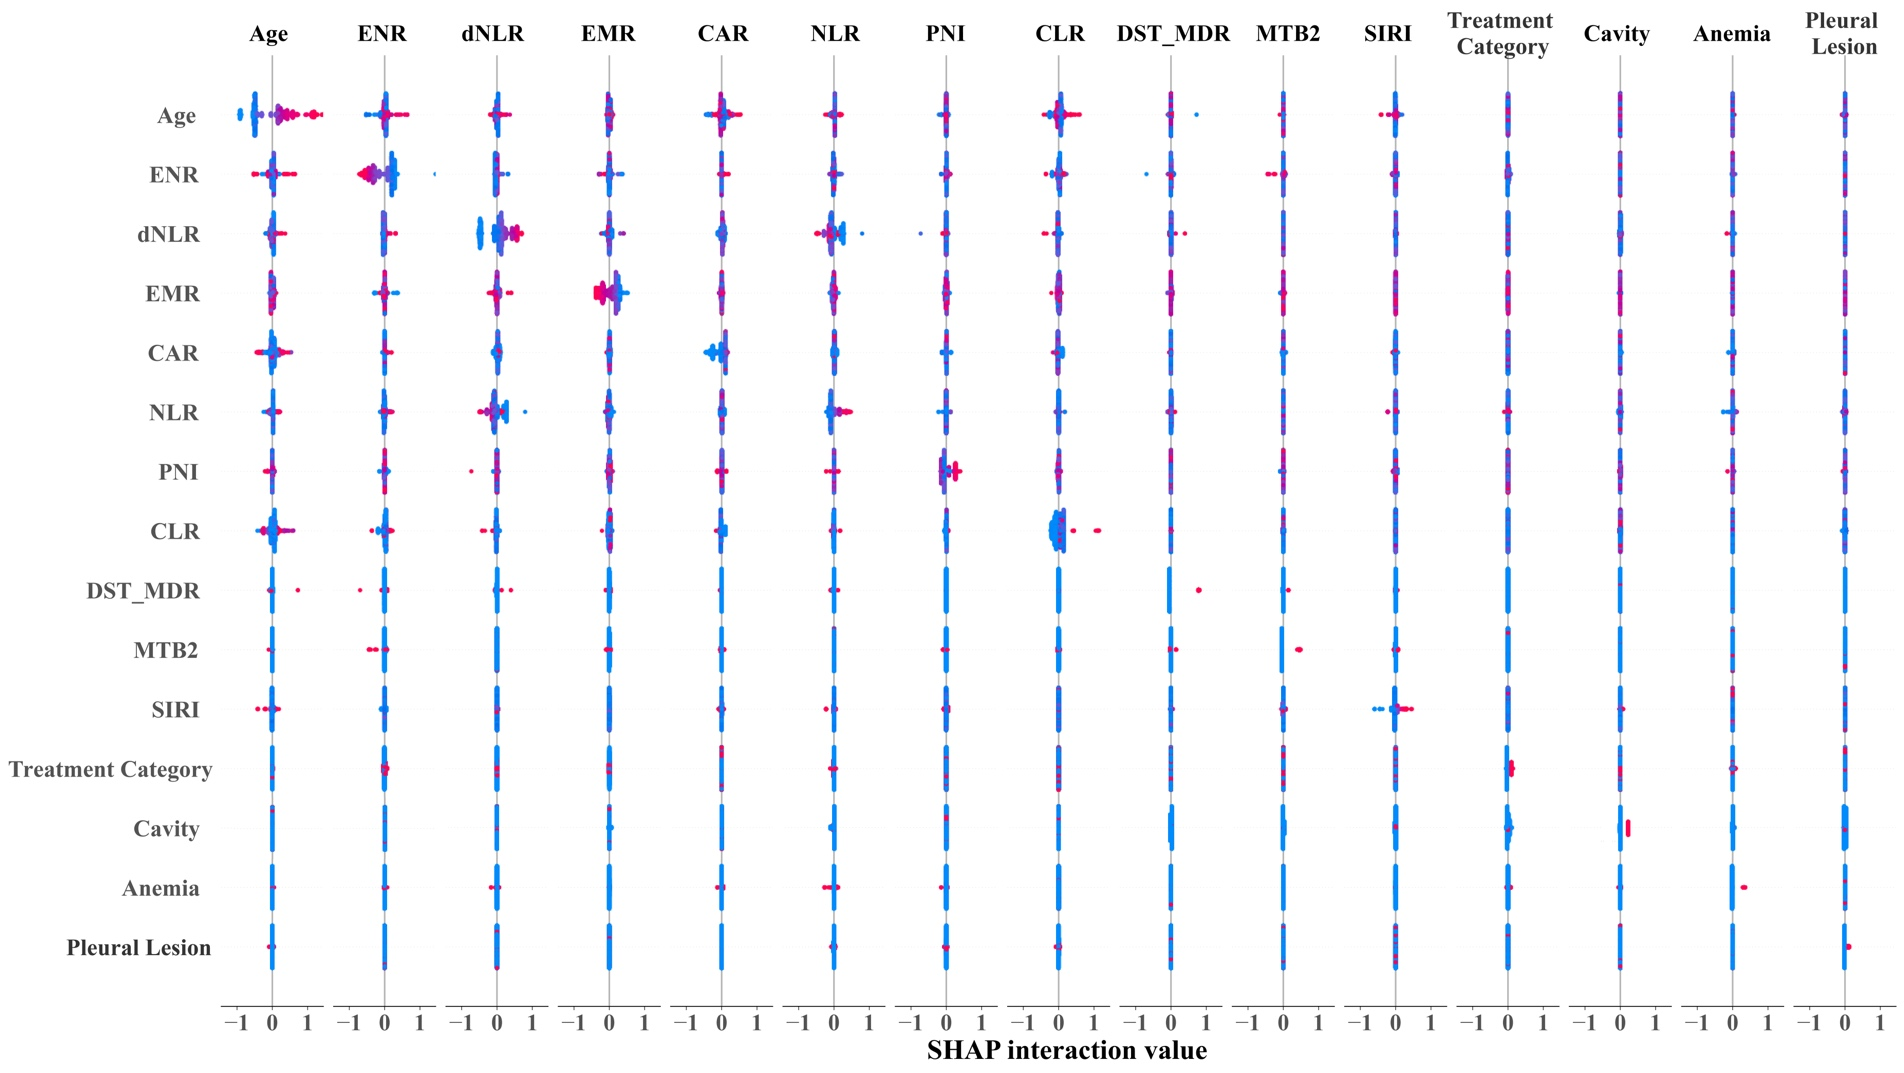 Age ENR dNLR EMR CAR NLR PNI CLR DST_MDR MTB2 SIRI Treatment Category Cavity Anemia Pleural Lesion
Age
ENR
dNLR
EMR
CAR
NLR
PNI
CLR
DST_MDR
MTB2
SIRI
Treatment Category
Cavity
Anemia
Pleural Lesion
−1 0 1 −1 0 1 −1 0 1 −1 0 1 −1 0 1 −1 0 1 −1 0 1 −1 0 1 −1 0 1 −1 0 1 −1 0 1 −1 0 1 −1 0 1 −1 0 1 −1 0 1
SHAP interaction value